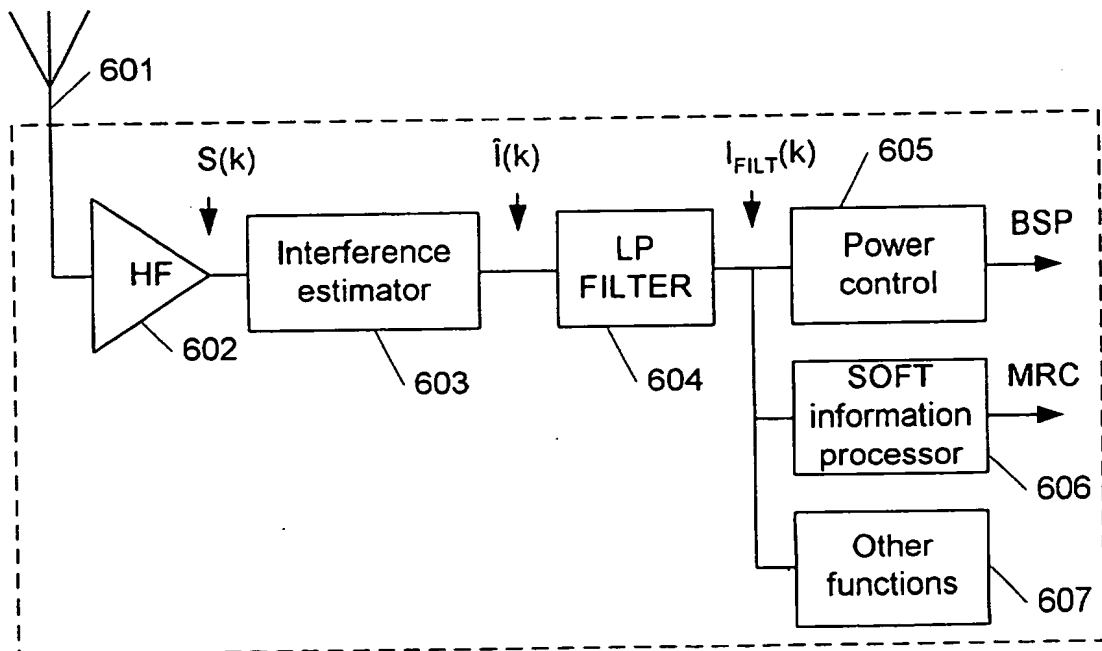 601
S(k)
Î(k)
I_FILT(k)
605
HF
602
Interference
estimator
603
LP
FILTER
604
Power
control
BSP
SOFT
information
processor
MRC
606
Other
functions
607